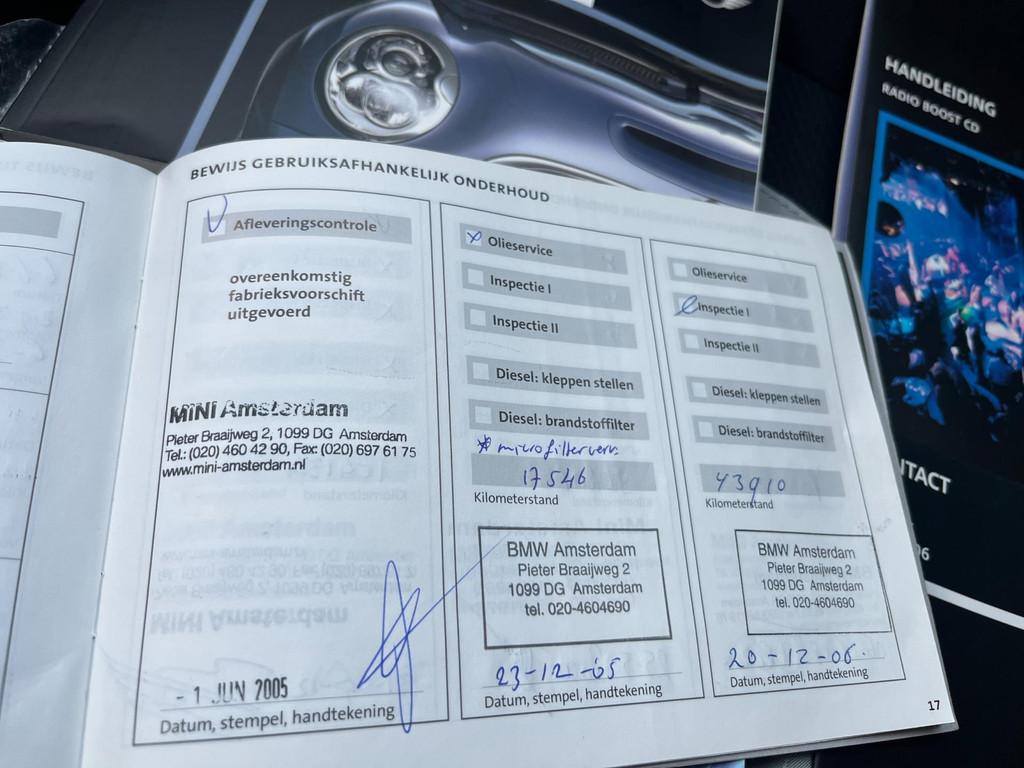 HANDLEIDING
RADIO BOOST CD
BEWIJS GEBRUIKSAFHANKELIJK ONDERHOUD
Afleveringscontrole
overeenkomstig
fabrieksvoorschift
uitgevoerd
MINI Amsterdam
Pieter Braaijweg 2, 1099 DG Amsterdam
Tel.: (020) 460 42 90, Fax: (020) 697 61 75
www.mini-amsterdam.nl
- 1 JUN 2005
Datum, stempel, handtekening
Olieservice
Inspectie I
Inspectie II
Diesel: kleppen stellen
Diesel: brandstoffilter
microfilterverv.
17546
Kilometerstand
BMW Amsterdam
Pieter Braaijweg 2
1099 DG Amsterdam
tel. 020-4604690
23-12-05
Datum, stempel, handtekening
Olieservice
Inspectie I
Inspectie II
Diesel: kleppen stellen
Diesel: brandstoffilter
43910
Kilometerstand
BMW Amsterdam
Pieter Braaijweg 2
1099 DG Amsterdam
tel. 020-4604690
20-12-06.
Datum, stempel, handtekening
17
NTACT
06